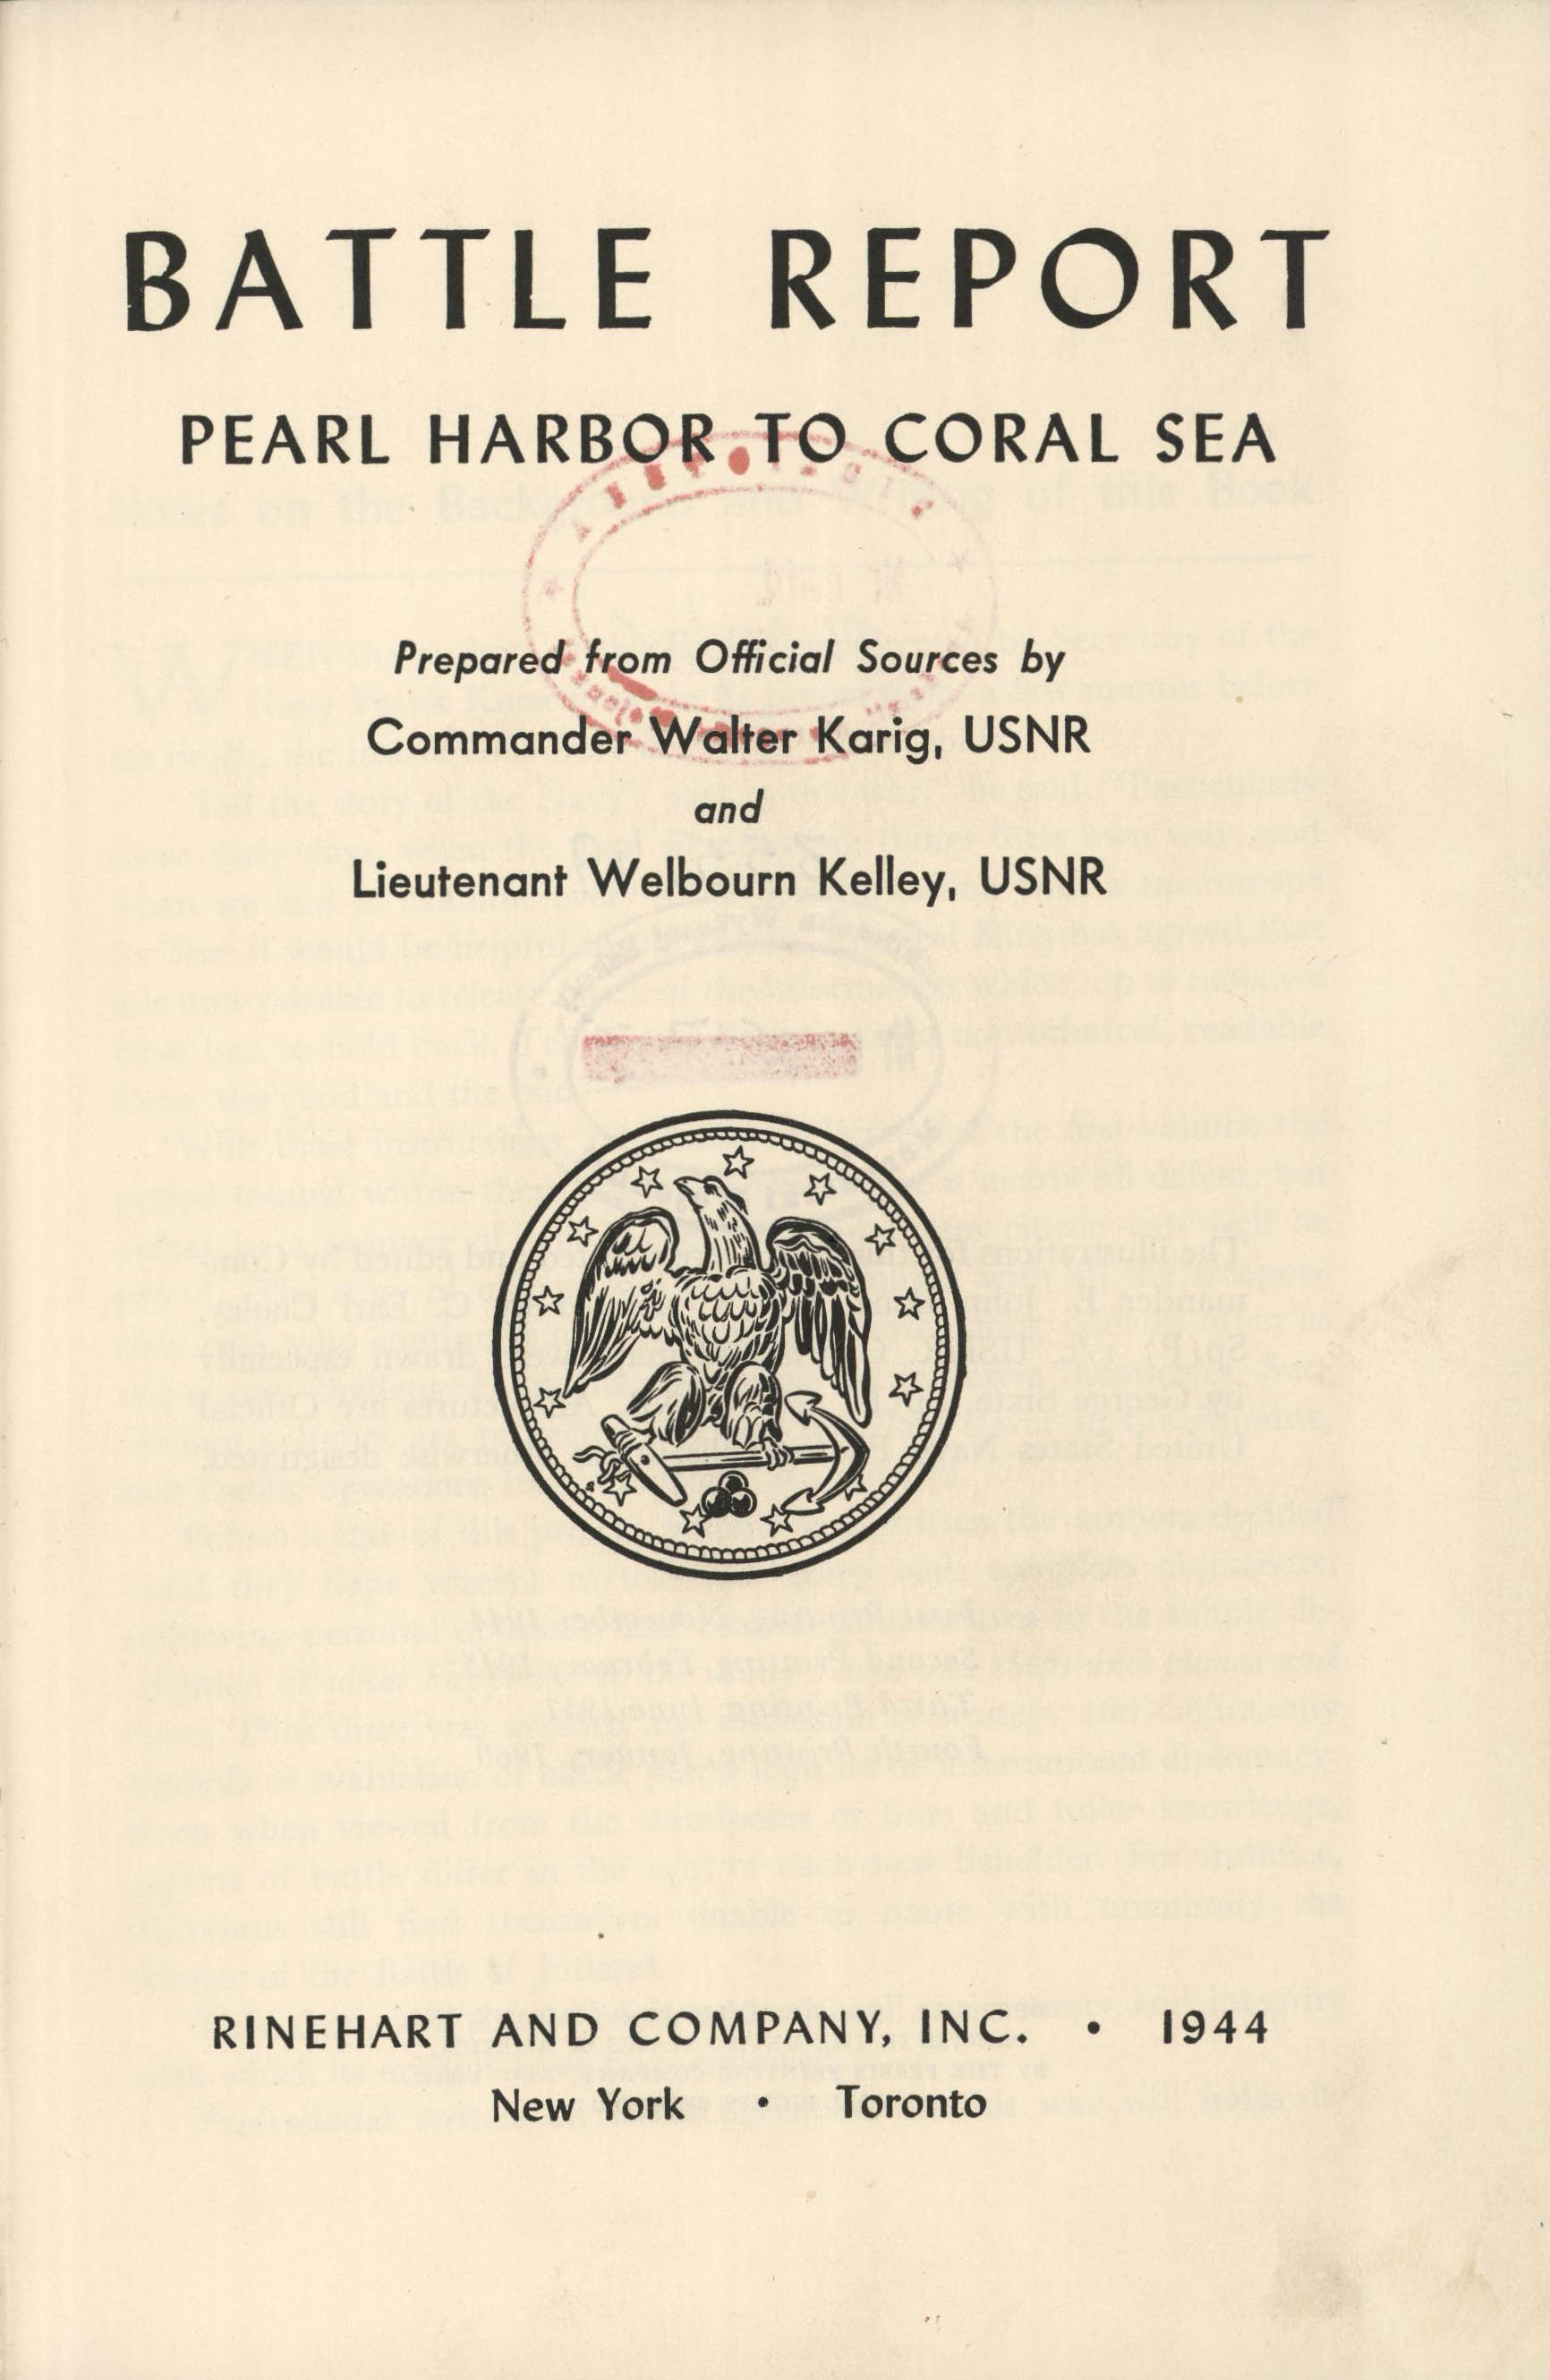 BATTLE REPORT
PEARL HARBOR TO CORAL SEA
Prepared from Official Sources by
Commander Walter Karig, USNR
and
Lieutenant Welbourn Kelley, USNR
RINEHART AND COMPANY, INC. • 1944
New York • Toronto